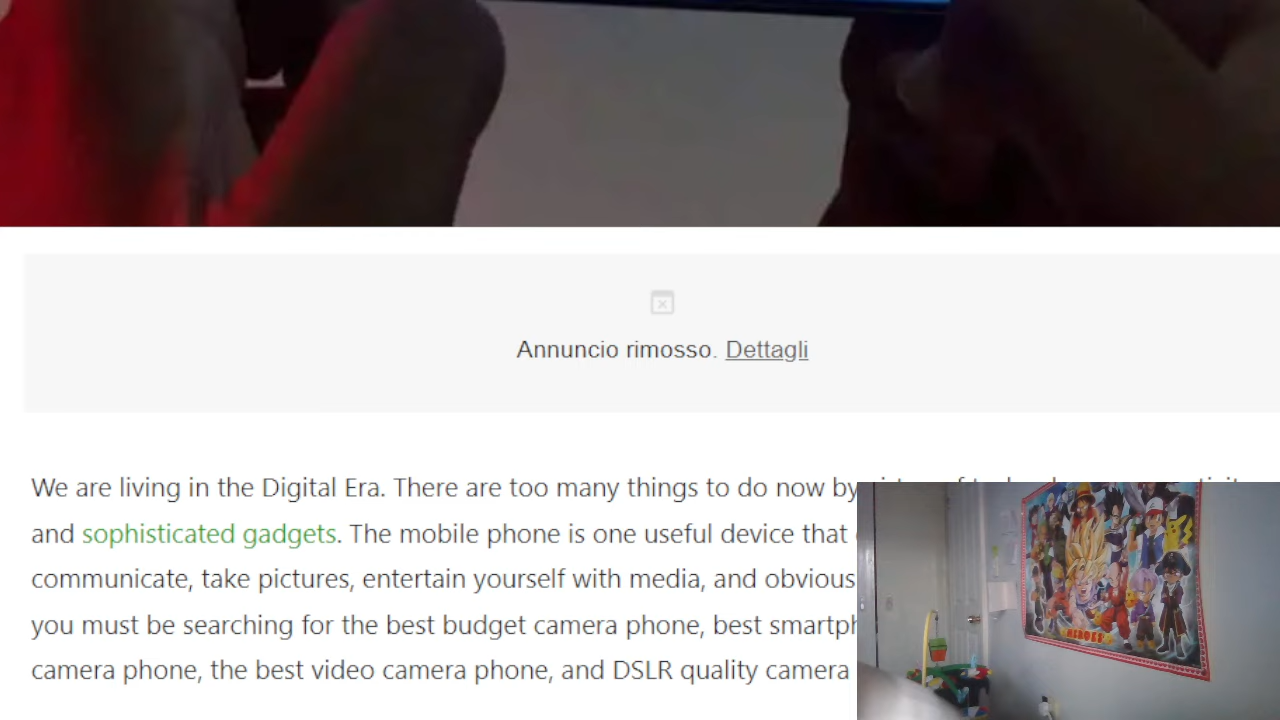 Annuncio rimosso. Dettagli
We are living in the Digital Era. There are too many things to do now by
and sophisticated gadgets. The mobile phone is one useful device that
communicate, take pictures, entertain yourself with media, and obvious
you must be searching for the best budget camera phone, best smartph
camera phone, the best video camera phone, and DSLR quality camera
HEROES